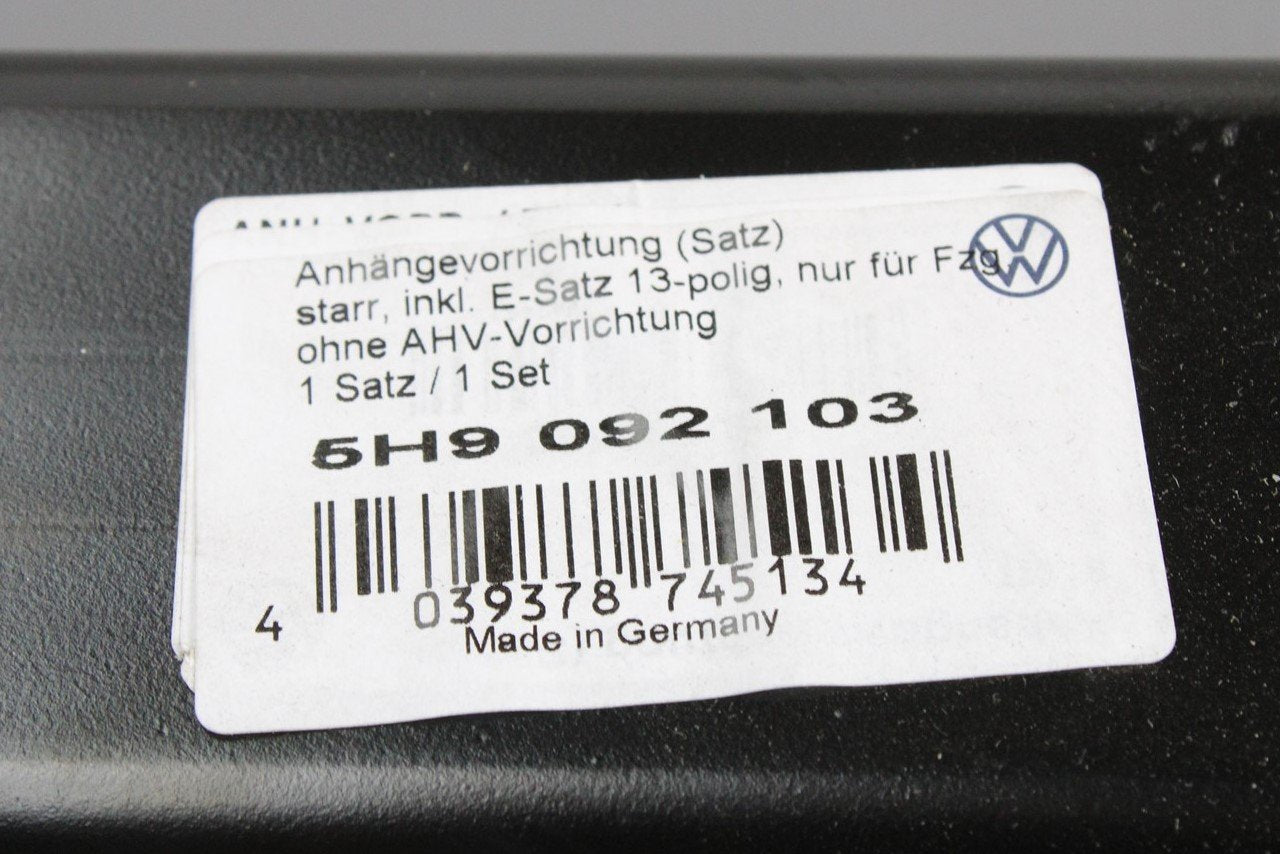 Anhängevorrichtung (Satz)
starr, inkl. E-Satz 13-polig, nur für Fzg
ohne AHV-Vorrichtung
1 Satz / 1 Set
5H9 092 103
4 039378 745134
Made in Germany